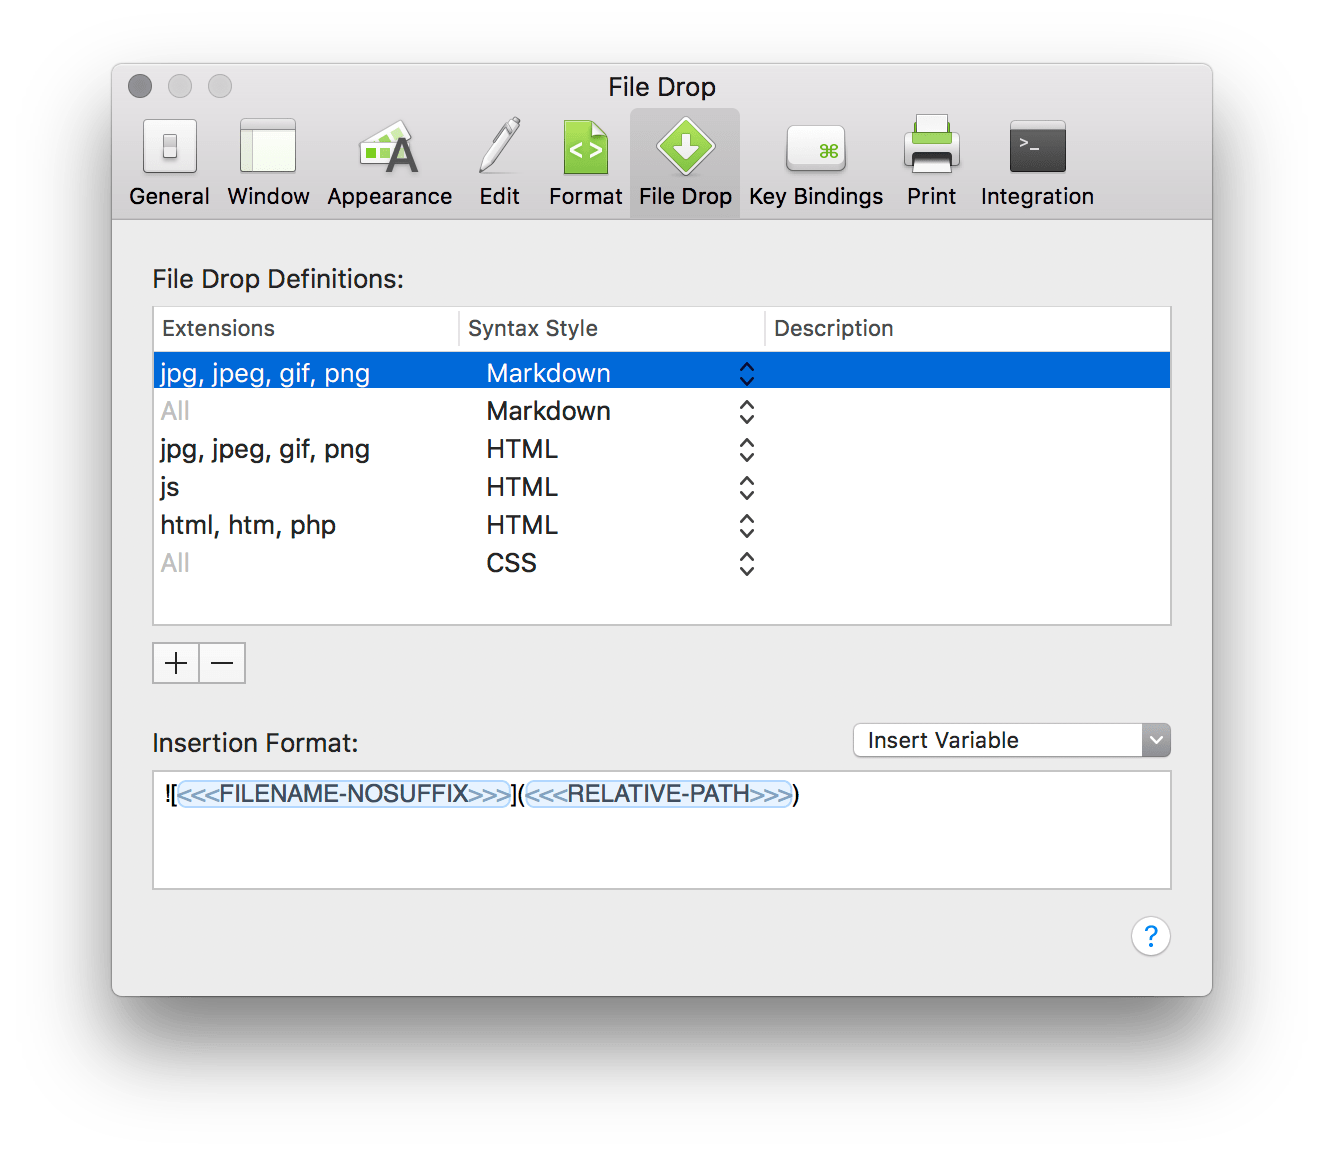 File Drop
General Window Appearance Edit Format File Drop Key Bindings Print Integration
File Drop Definitions:
Extensions Syntax Style Description
jpg, jpeg, gif, png Markdown
All Markdown
jpg, jpeg, gif, png HTML
js HTML
html, htm, php HTML
All CSS
Insertion Format: Insert Variable
![<<<FILENAME-NOSUFFIX>>>](<<<RELATIVE-PATH>>>)
?